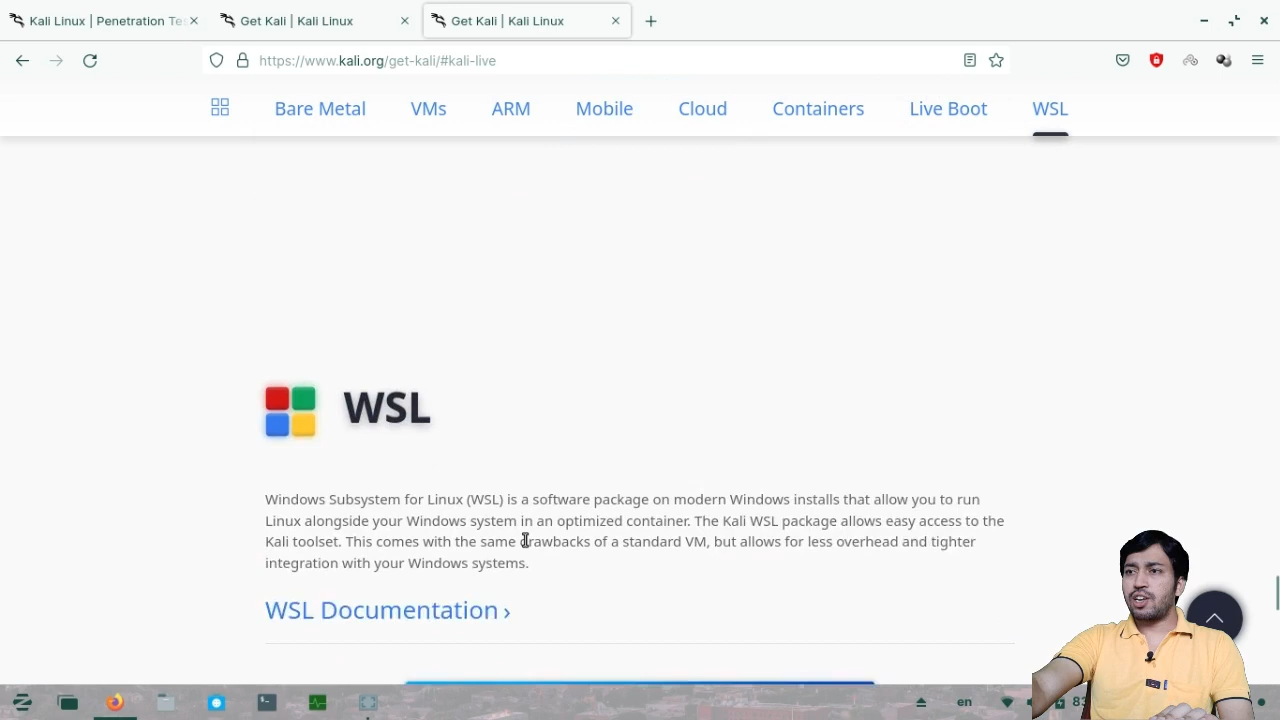 Kali Linux | Penetration Te
Get Kali | Kali Linux
Get Kali | Kali Linux
https://www.kali.org/get-kali/#kali-live
Bare Metal
VMs
ARM
Mobile
Cloud
Containers
Live Boot
WSL
WSL
Windows Subsystem for Linux (WSL) is a software package on modern Windows installs that allow you to run
Linux alongside your Windows system in an optimized container. The Kali WSL package allows easy access to the
Kali toolset. This comes with the same drawbacks of a standard VM, but allows for less overhead and tighter
integration with your Windows systems.
WSL Documentation ›
en
83